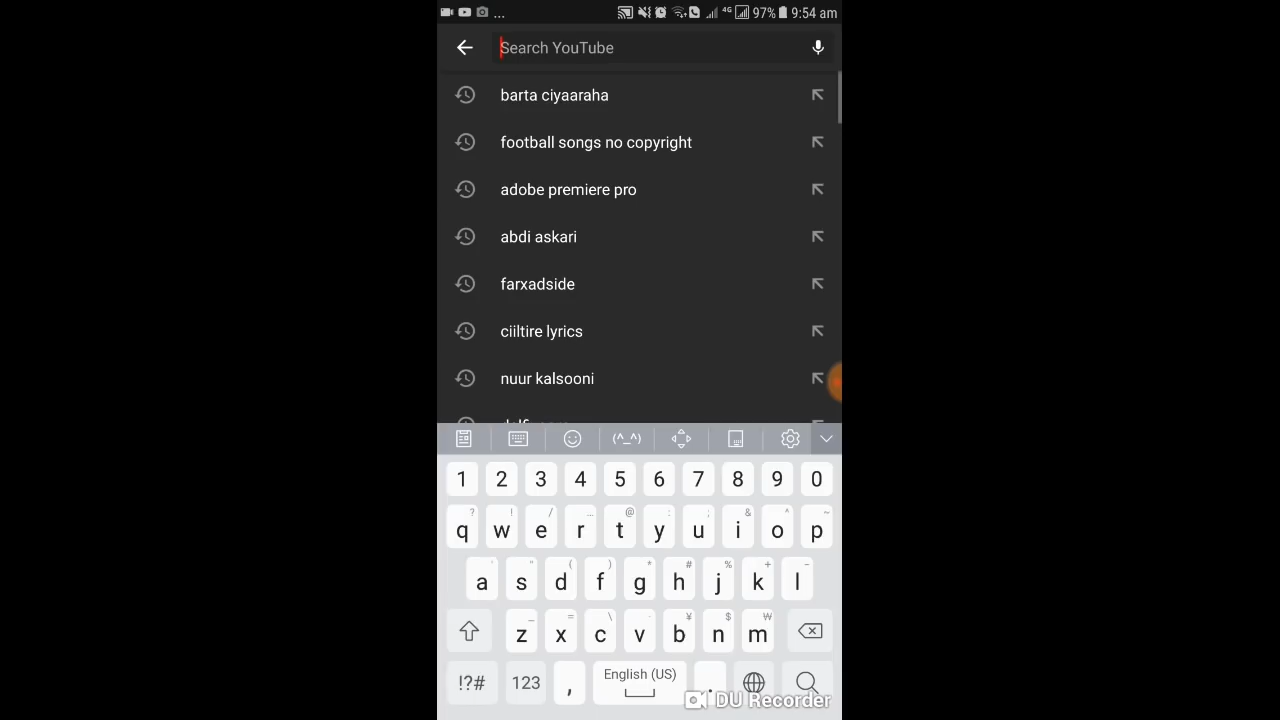 ... 4G 97% 9:54 am
Search YouTube
barta ciyaaraha
football songs no copyright
adobe premiere pro
abdi askari
farxadside
ciiltire lyrics
nuur kalsooni
(^_^)
1 2 3 4 5 6 7 8 9 0
q w e r t y u i o p
a s d f g h j k l
z x c v b n m
!?# 123 , English (US) .
DU Recorder